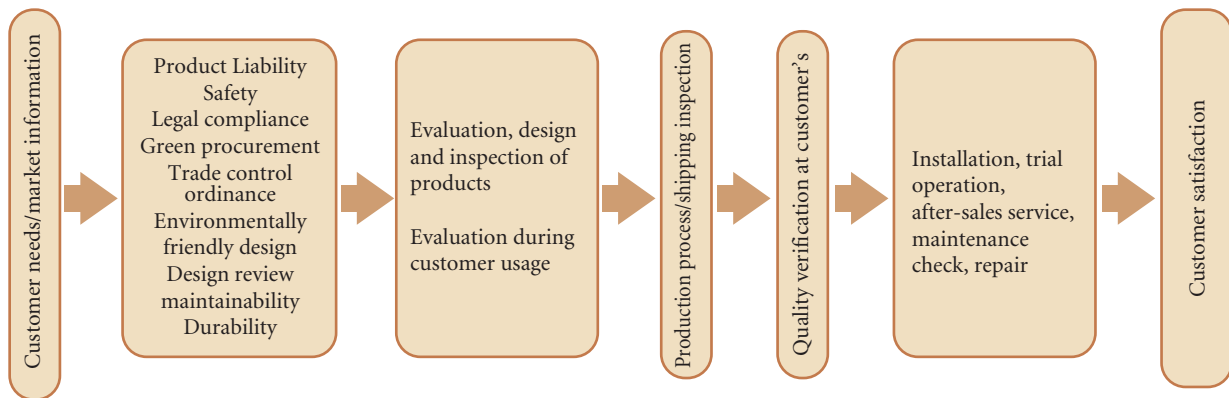 Customer needs/market information
Product Liability
Safety
Legal compliance
Green procurement
Trade control
ordinance
Environmentally
friendly design
Design review
maintainability
Durability
Evaluation, design
and inspection of
products
Evaluation during
customer usage
Production process/shipping inspection
Quality verification at customer’s
Installation, trial
operation,
after-sales service,
maintenance
check, repair
Customer satisfaction